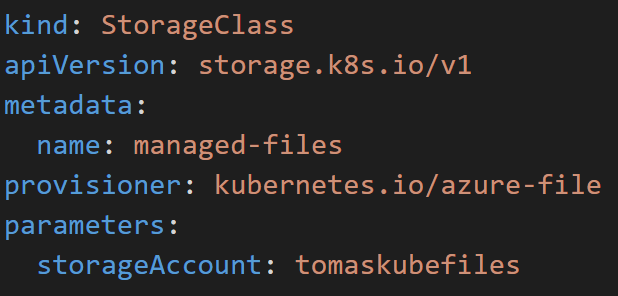 kind: StorageClass
apiVersion: storage.k8s.io/v1
metadata:
  name: managed-files
provisioner: kubernetes.io/azure-file
parameters:
  storageAccount: tomaskubefiles